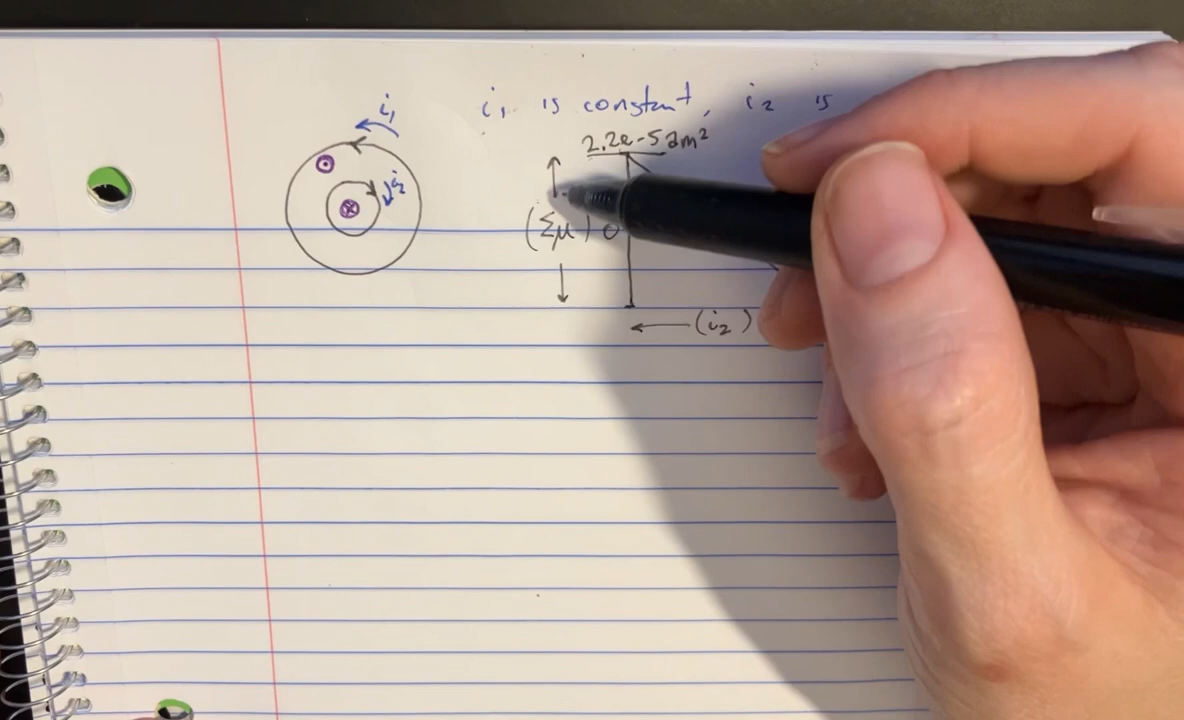 i₁ is constant, i₂ is
i₁
2.2e-5 am²
i₂
(Σμ) 0
(i₂)